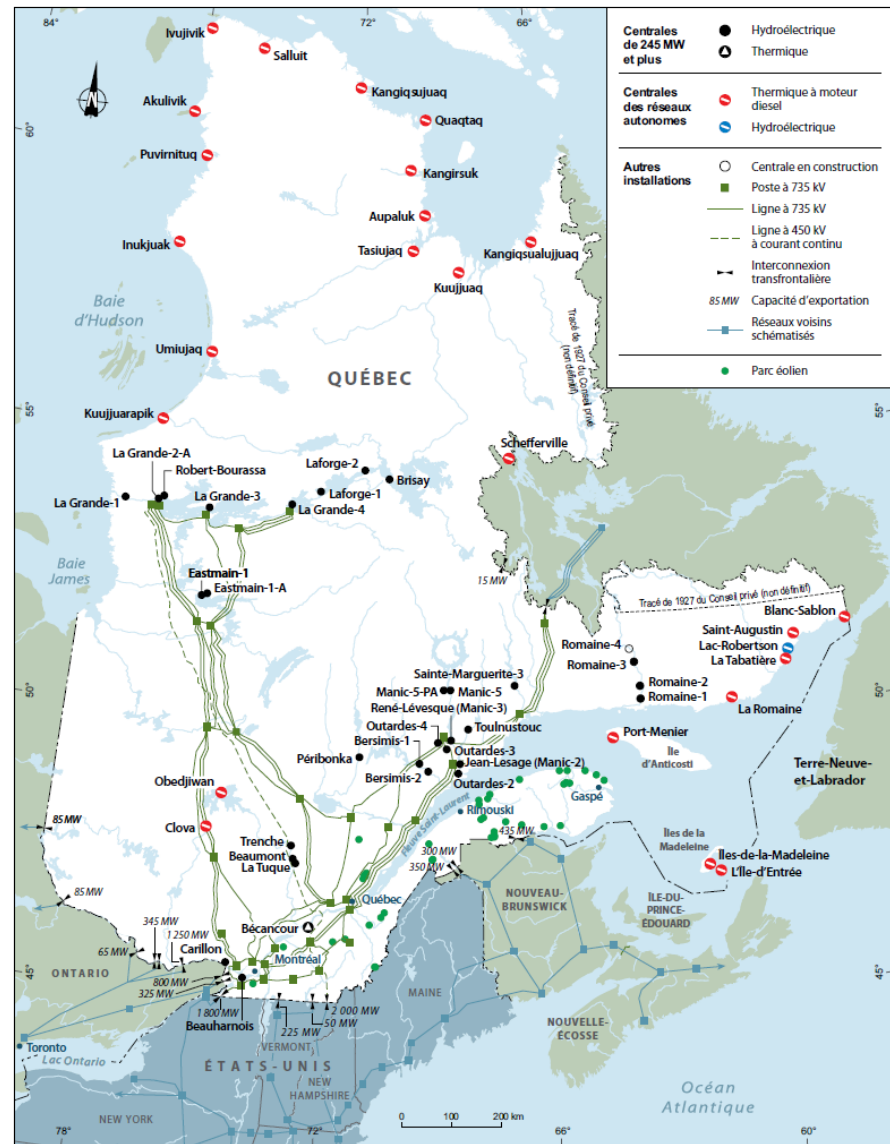 84°
72°
66°
Ivujivik
Salluit
Kangiqsujuaq
Akulivik
Quaqtaq
60°
Puvirnituq
Kangirsuk
Aupaluk
Inukjuak
Tasiujaq
Kangiqsualujjuaq
Kuujjuaq
Baie
d'Hudson
Tracé de 1927 du Conseil privé
(non définitif)
Umiujaq
QUÉBEC
55°
55°
Kuujjuarapik
N
Centrales
de 245 MW
et plus
Hydroélectrique
Thermique
Centrales
des réseaux
autonomes
Thermique à moteur
diesel
Hydroélectrique
Autres
installations
Centrale en construction
Poste à 735 kV
Ligne à 735 kV
Ligne à 450 kV
à courant continu
Interconnexion
transfrontalière
85 MW
Capacité d'exportation
Réseaux voisins
schématisés
Parc éolien
La Grande-2-A
Robert-Bourassa
Laforge-2
Schefferville
Brisay
La Grande-1
La Grande-3
Laforge-1
La Grande-4
Baie
James
Eastmain-1
Eastmain-1-A
15 MW
Tracé de 1927 du Conseil privé (non définitif)
Blanc-Sablon
Saint-Augustin
Romaine-4
Lac-Robertson
Romaine-3
La Tabatière
Sainte-Marguerite-3
50°
50°
Manic-5-PA
Manic-5
Romaine-2
Romaine-1
René-Lévesque (Manic-3)
La Romaine
Outardes-4
Toulnustouc
Bersimis-1
Port-Menier
Outardes-3
Péribonka
Jean-Lesage (Manic-2)
Île
d'Anticosti
Terre-Neuve-
et-Labrador
Bersimis-2
Outardes-2
Obedjiwan
Gaspé
Rimouski
Fleuve Saint-Laurent
Clova
85 MW
435 MW
Trenche
Beaumont
La Tuque
300 MW
350 MW
Îles de la
Madeleine
Îles-de-la-Madeleine
L'Île-d'Entrée
85 MW
NOUVEAU-
BRUNSWICK
ÎLE-DU-
PRINCE-
ÉDOUARD
Québec
345 MW
1 250 MW
Bécancour
65 MW
Carillon
Montréal
45°
45°
ONTARIO
800 MW
325 MW
MAINE
1 800 MW
Beauharnois
2 000 MW
50 MW
225 MW
NOUVELLE-
ÉCOSSE
Toronto
Lac Ontario
VERMONT
ÉTATS-UNIS
NEW
HAMPSHIRE
Océan
Atlantique
NEW YORK
0
100
200 km
78°
72°
66°
60°